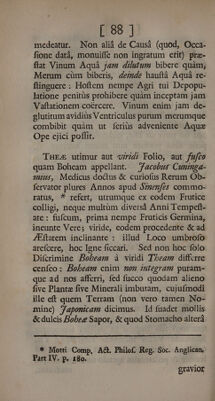 [ 88 ]
medeatur. Non aliâ de Causâ (quod, Occa-
sione datâ, monuisse non ingratum erit) præ-
stat Vinum Aquâ jam dilutum bibere quàm,
Merum cùm biberis, deinde haustâ Aquâ re-
stinguere: Hostem nempe Agri tui Depopu-
latione penitùs prohibere quàm inceptam jam
Vastationem coërcere. Vinum enim jam de-
glutitum avidiùs Ventriculus purum merumque
combibit quàm ut seriùs adveniente Aquæ
Ope ejici possit.
THEÆ utimur aut viridi Folio, aut fusco
quam Boheam appellant. Jacobus Cuninga-
mius, Medicus doctus & curiosus Rerum Ob-
servator plures Annos apud Sinenses commo-
ratus, * refert, utrumque ex eodem Frutice
colligi, neque multùm diversâ Anni Tempest-
ate: fuscum, prima nempe Fruticis Germina,
ineunte Vere; viride, eodem procedente & ad
Æstatem inclinante: illud Loco umbroso
arescere, hoc Igne siccari. Sed non hoc solo
Discrimine Boheam à viridi Theam differre
censeo: Boheam enim non integram puram-
que ad nos afferri, sed succo quodam alieno
sive Plantæ sive Minerali imbutam, cujusmodi
ille est quem Terram (non vero tamen No-
mine) Japonicam dicimus. Id suadet mollis
& dulcis Boheæ Sapor, & quod Stomacho alterâ
* Motti Comp. Act. Philos. Reg. Soc. Anglican.
Part IV. p. 180.
gravior